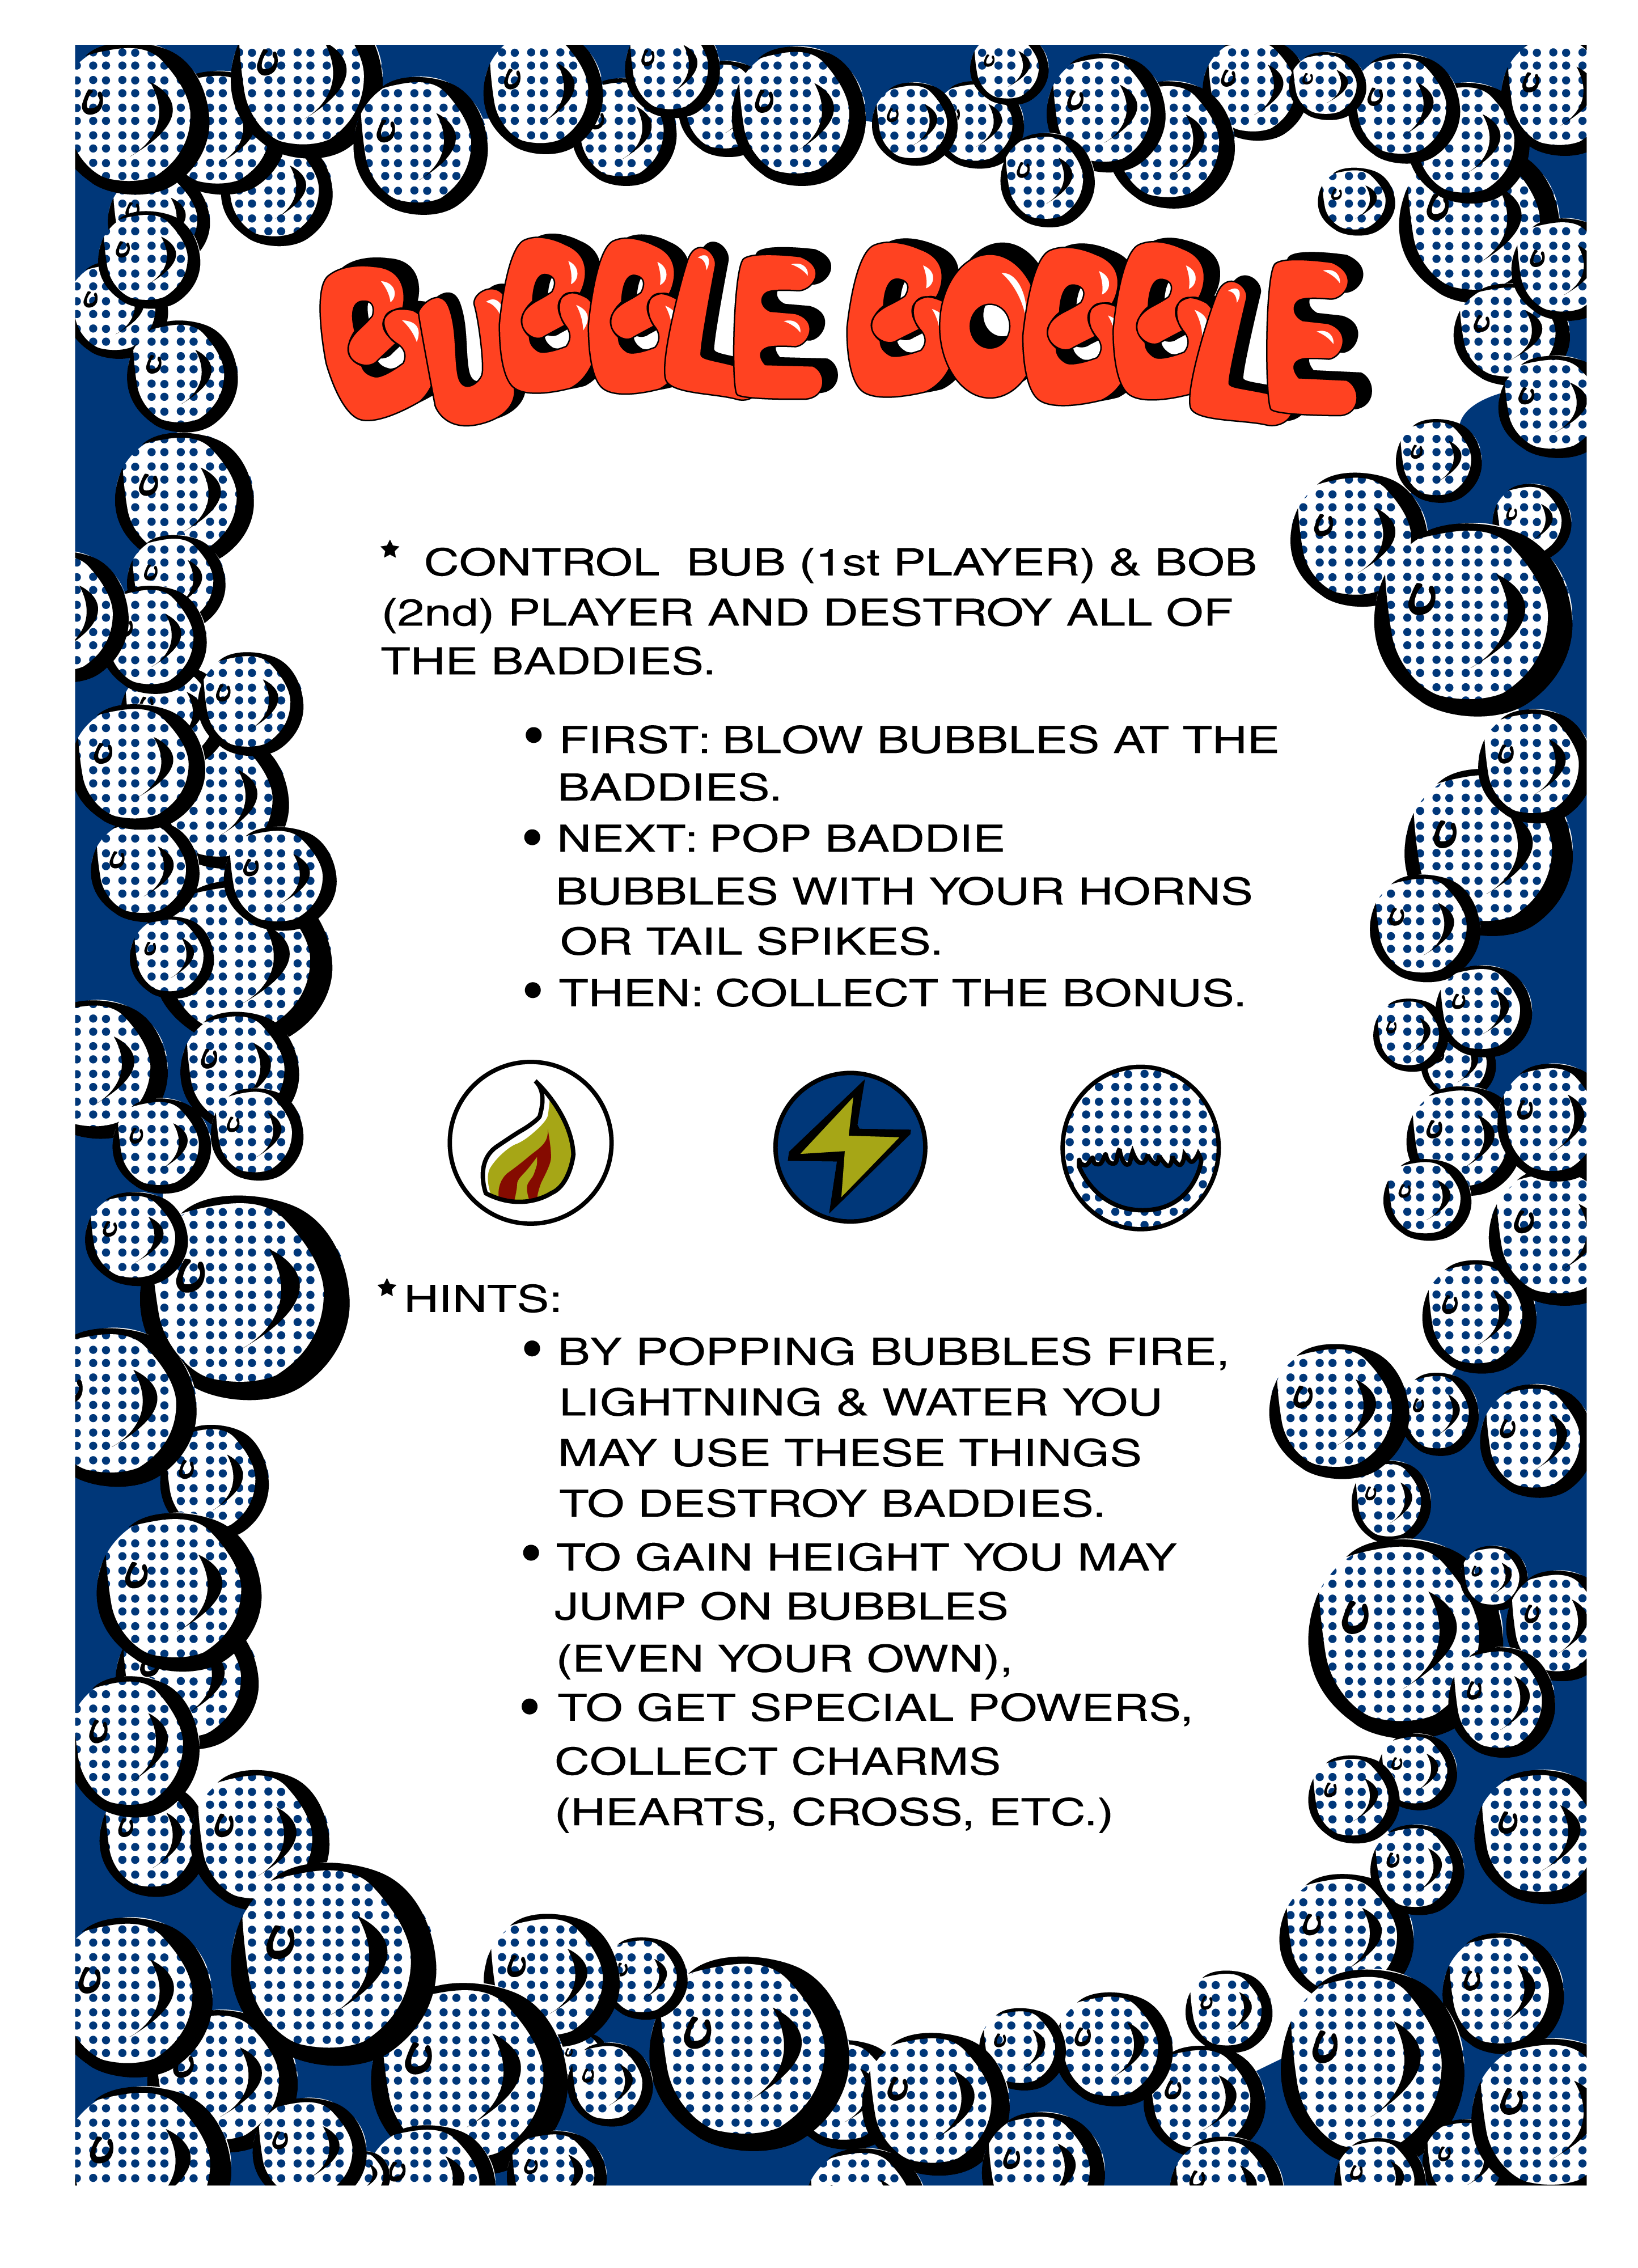 BUBBLE BOBBLE
* CONTROL BUB (1st PLAYER) & BOB
(2nd) PLAYER AND DESTROY ALL OF
THE BADDIES.
• FIRST: BLOW BUBBLES AT THE
BADDIES.
• NEXT: POP BADDIE
BUBBLES WITH YOUR HORNS
OR TAIL SPIKES.
• THEN: COLLECT THE BONUS.
* HINTS:
• BY POPPING BUBBLES FIRE,
LIGHTNING & WATER YOU
MAY USE THESE THINGS
TO DESTROY BADDIES.
• TO GAIN HEIGHT YOU MAY
JUMP ON BUBBLES
(EVEN YOUR OWN),
• TO GET SPECIAL POWERS,
COLLECT CHARMS
(HEARTS, CROSS, ETC.)